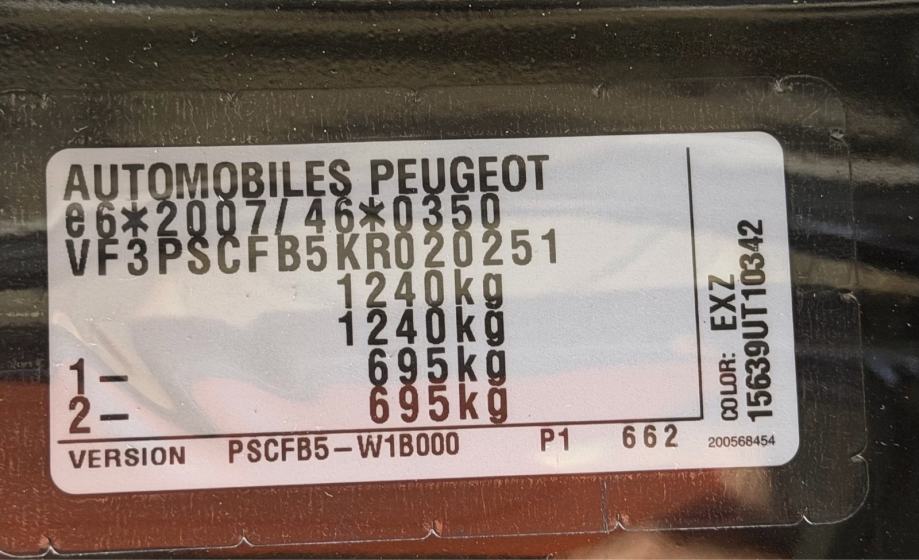 AUTOMOBILES PEUGEOT
e6*2007/46*0350
VF3PSCFB5KR020251
1240kg
1240kg
1- 695kg
2- 695kg
VERSION PSCFB5-W1B000 P1 662
COLOR: EXZ
15639UT10342
200568454